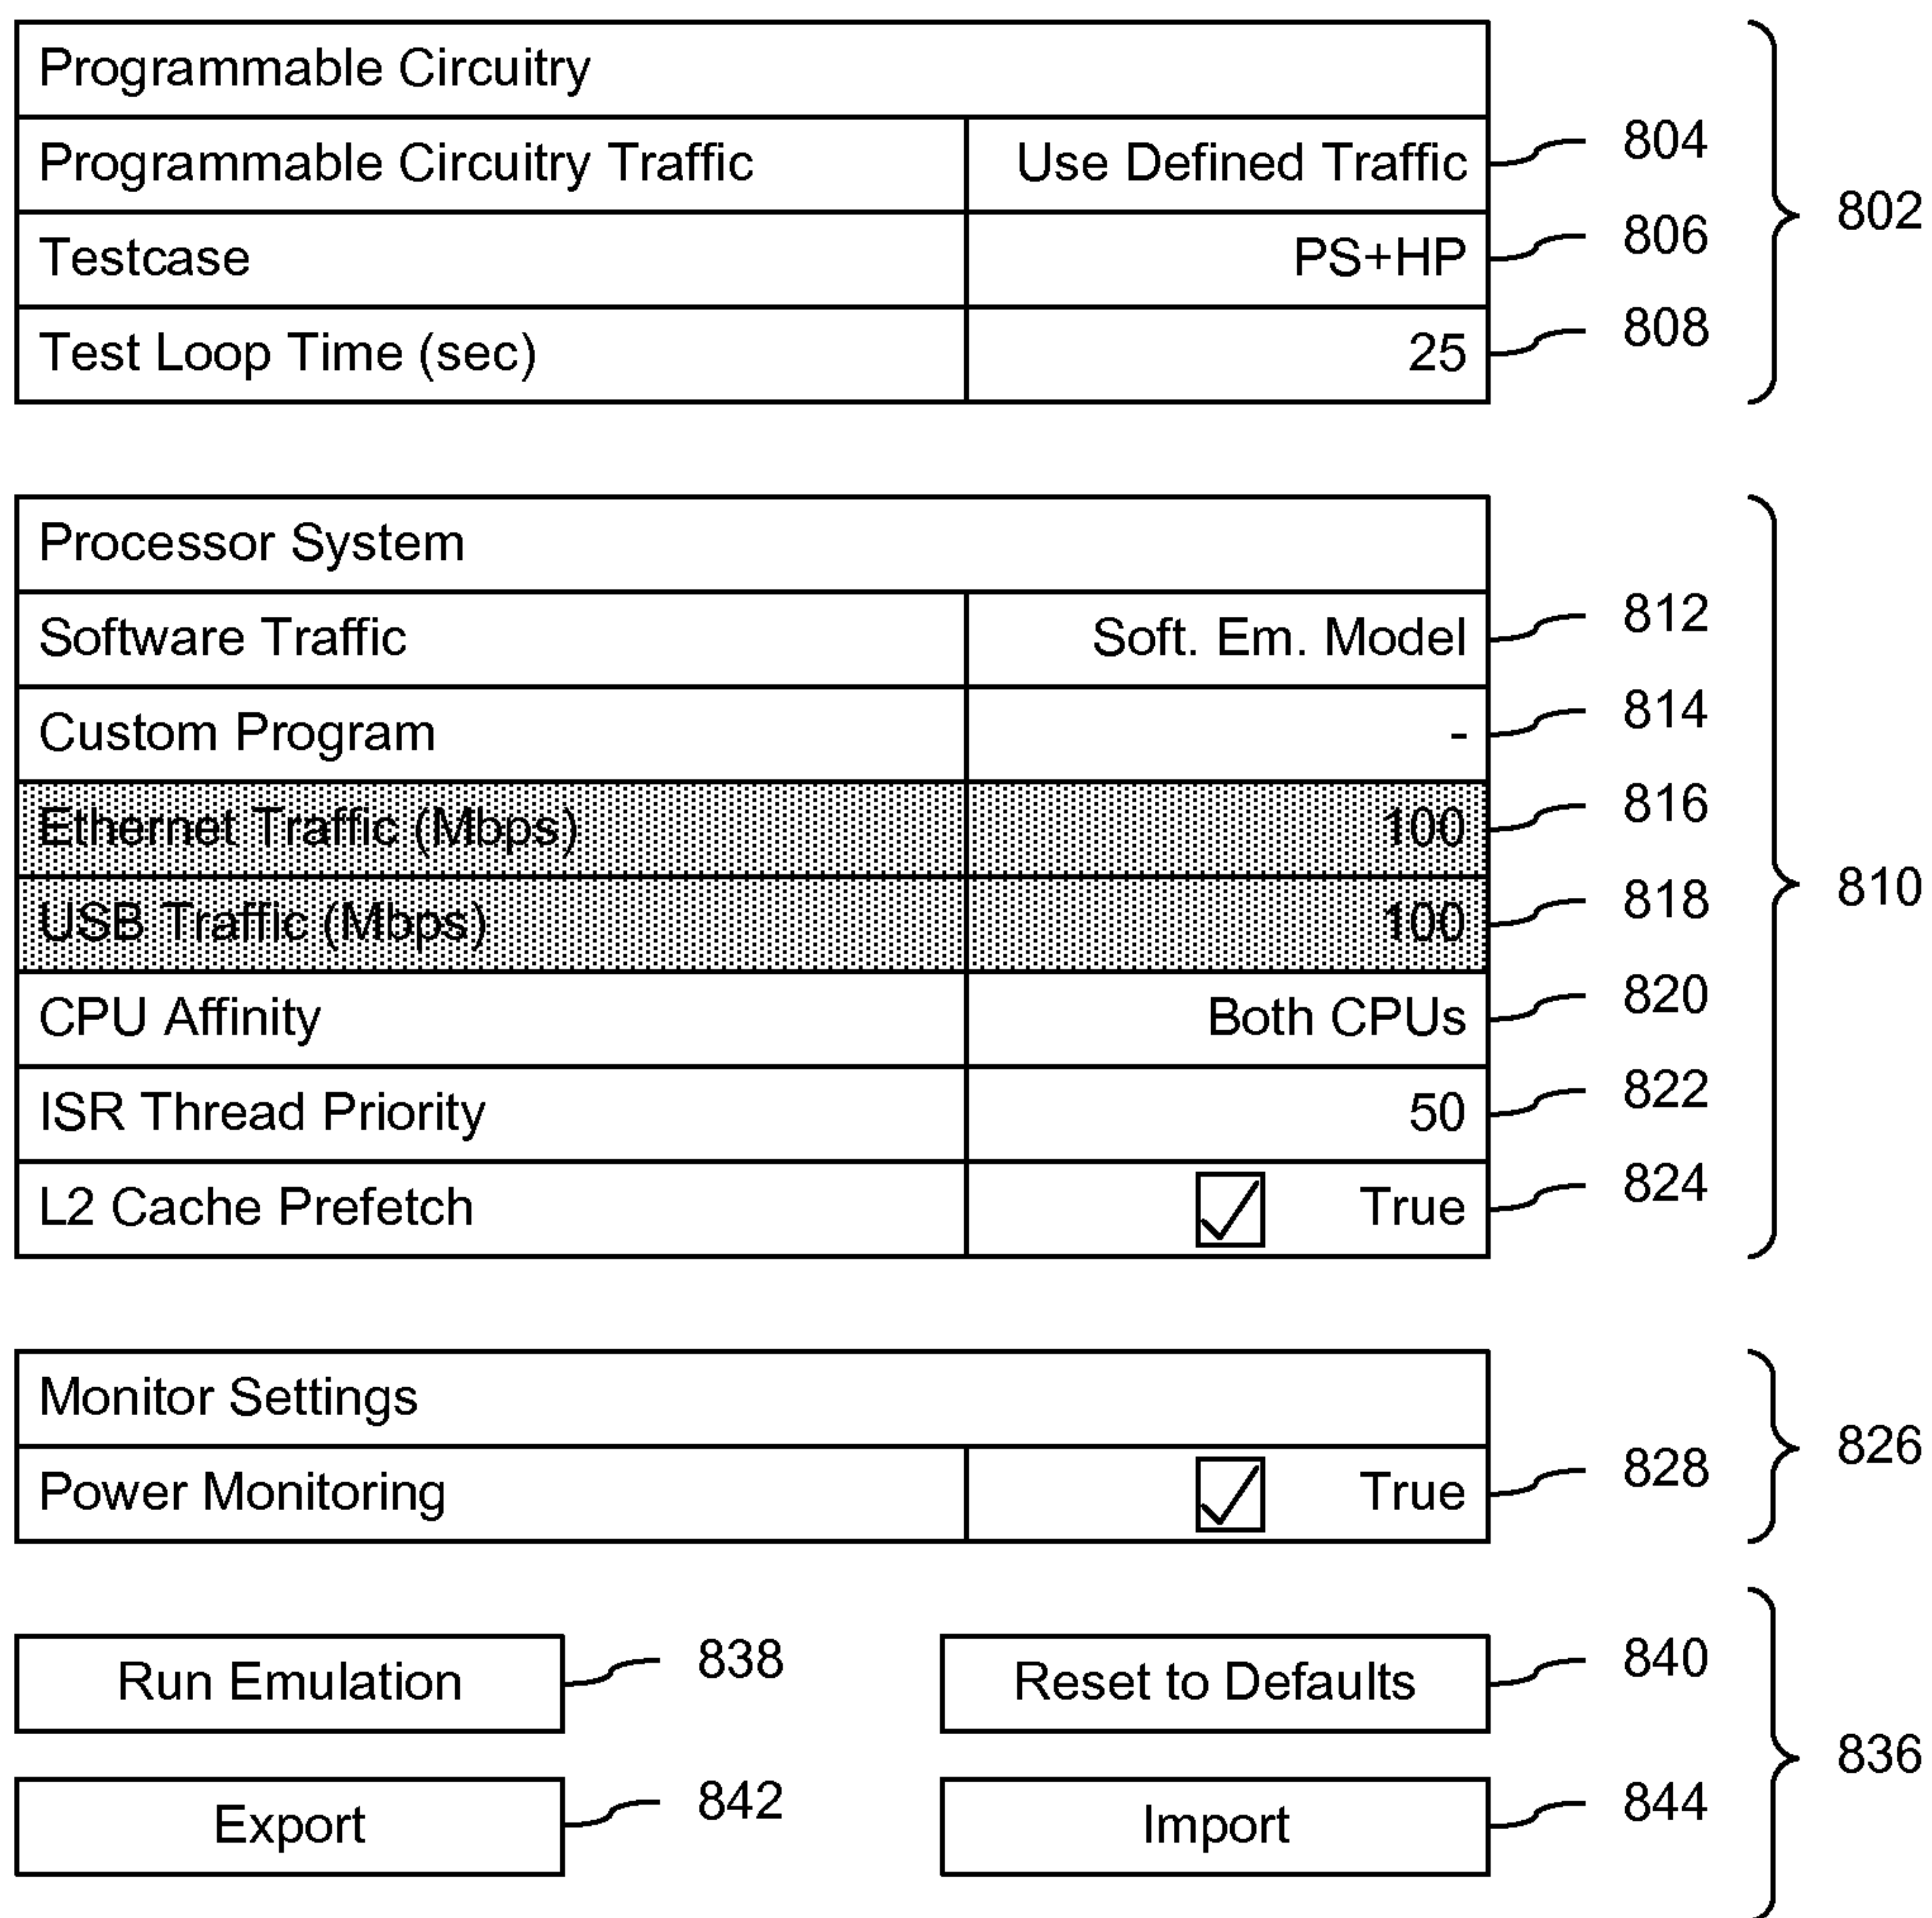 Programmable Circuitry
Programmable Circuitry Traffic Use Defined Traffic 804
802
Testcase PS+HP 806
Test Loop Time (sec) 25 808
Processor System
Software Traffic Soft. Em. Model 812
Custom Program - 814
Ethernet Traffic (Mbps) 100 816
810
USB Traffic (Mbps) 100 818
CPU Affinity Both CPUs 820
ISR Thread Priority 50 822
L2 Cache Prefetch True 824
Monitor Settings
826
Power Monitoring True 828
Run Emulation 838 Reset to Defaults 840
836
Export 842 Import 844